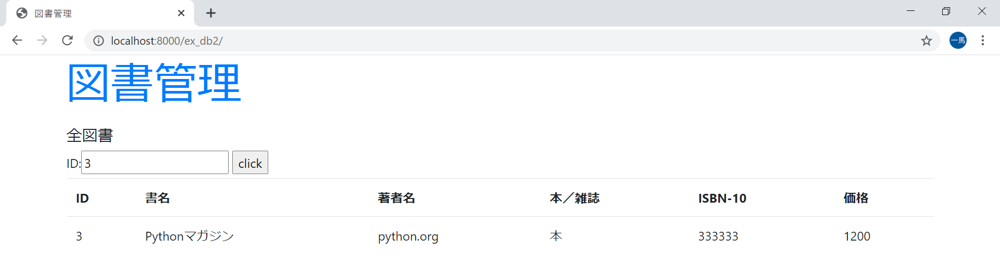 図書管理
localhost:8000/ex_db2/
一馬
図書管理
全図書
ID: 3 click
ID 書名 著者名 本／雑誌 ISBN-10 価格
3 Pythonマガジン python.org 本 333333 1200